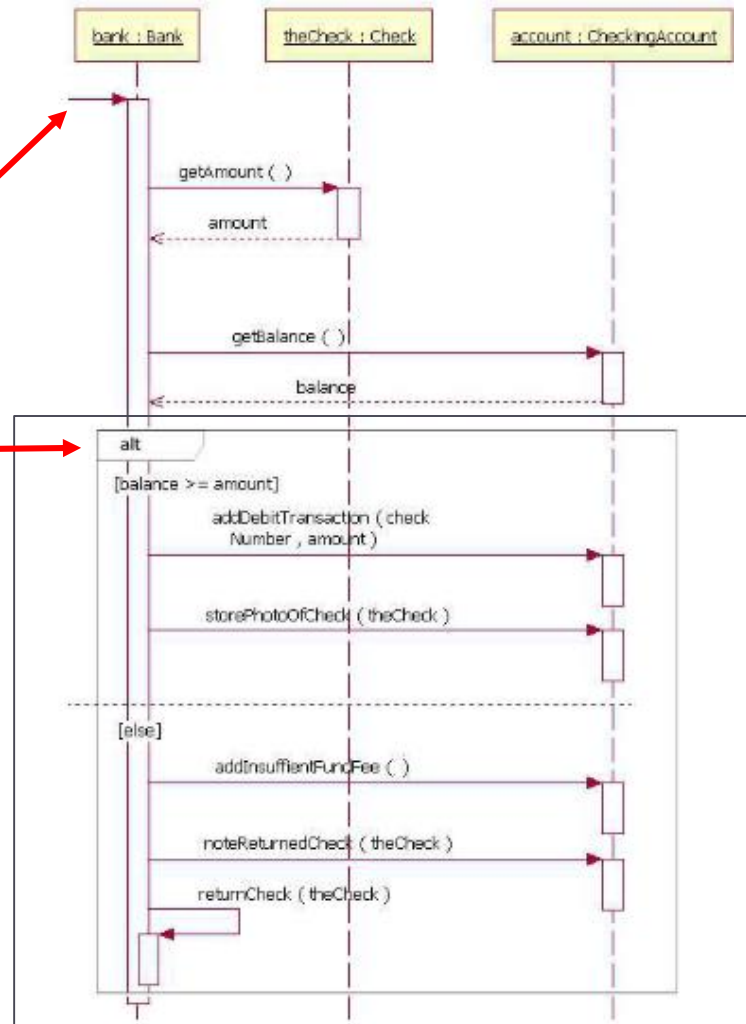 bank : Bank
theCheck : Check
account : CheckingAccount
getAmount ( )
amount
getBalance ( )
balance
alt
[balance >= amount]
addDebitTransaction ( check
Number , amount )
storePhotoOfCheck ( theCheck )
[else]
addInsuffientFundFee ( )
noteReturnedCheck ( theCheck )
returnCheck ( theCheck )